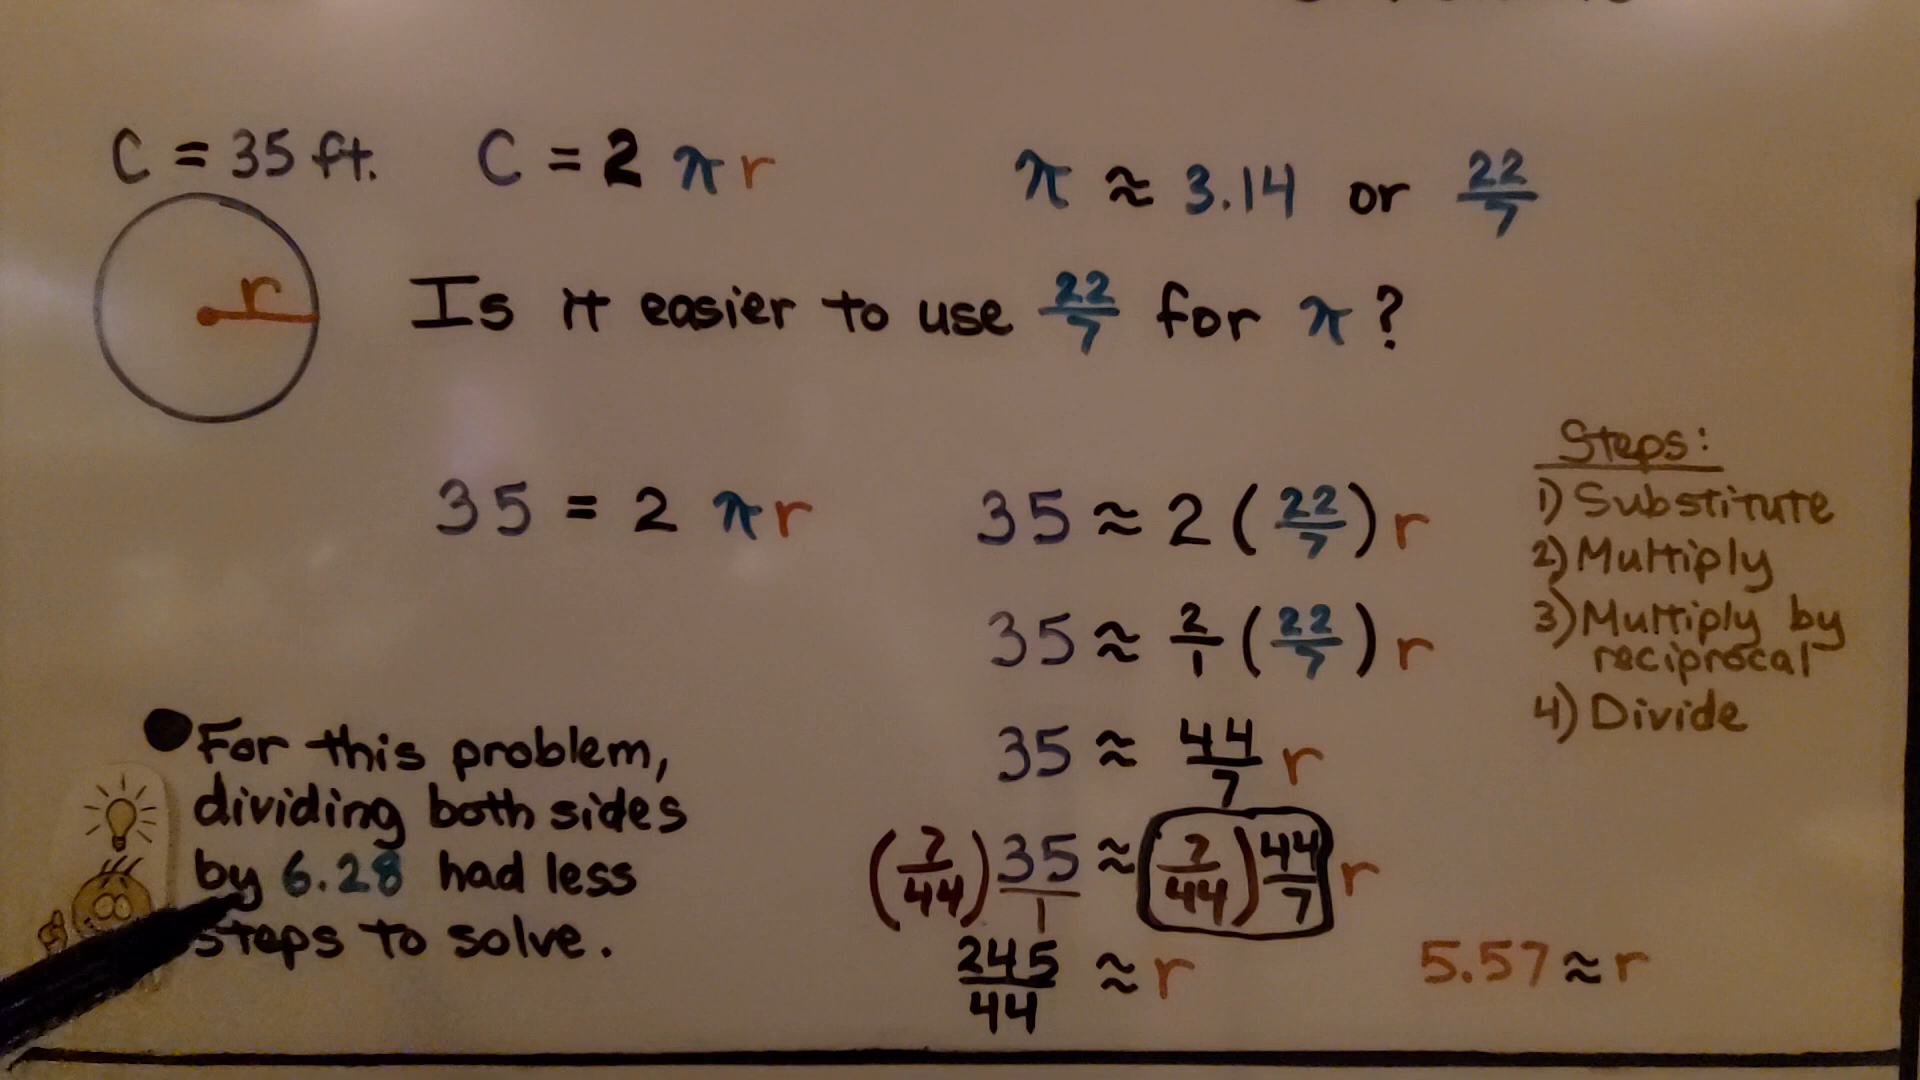 C = 35 ft.
C = 2 π r
π ≈ 3.14 or 22/7
r
Is it easier to use 22/7 for π?
35 = 2 π r
35 ≈ 2 (22/7) r
35 ≈ 2/1 (22/7) r
35 ≈ 44/7 r
(7/44) 35/1 ≈ (7/44) 44/7 r
245/44 ≈ r
5.57 ≈ r
Steps:
1) Substitute
2) Multiply
3) Multiply by
reciprocal
4) Divide
For this problem,
dividing both sides
by 6.28 had less
steps to solve.